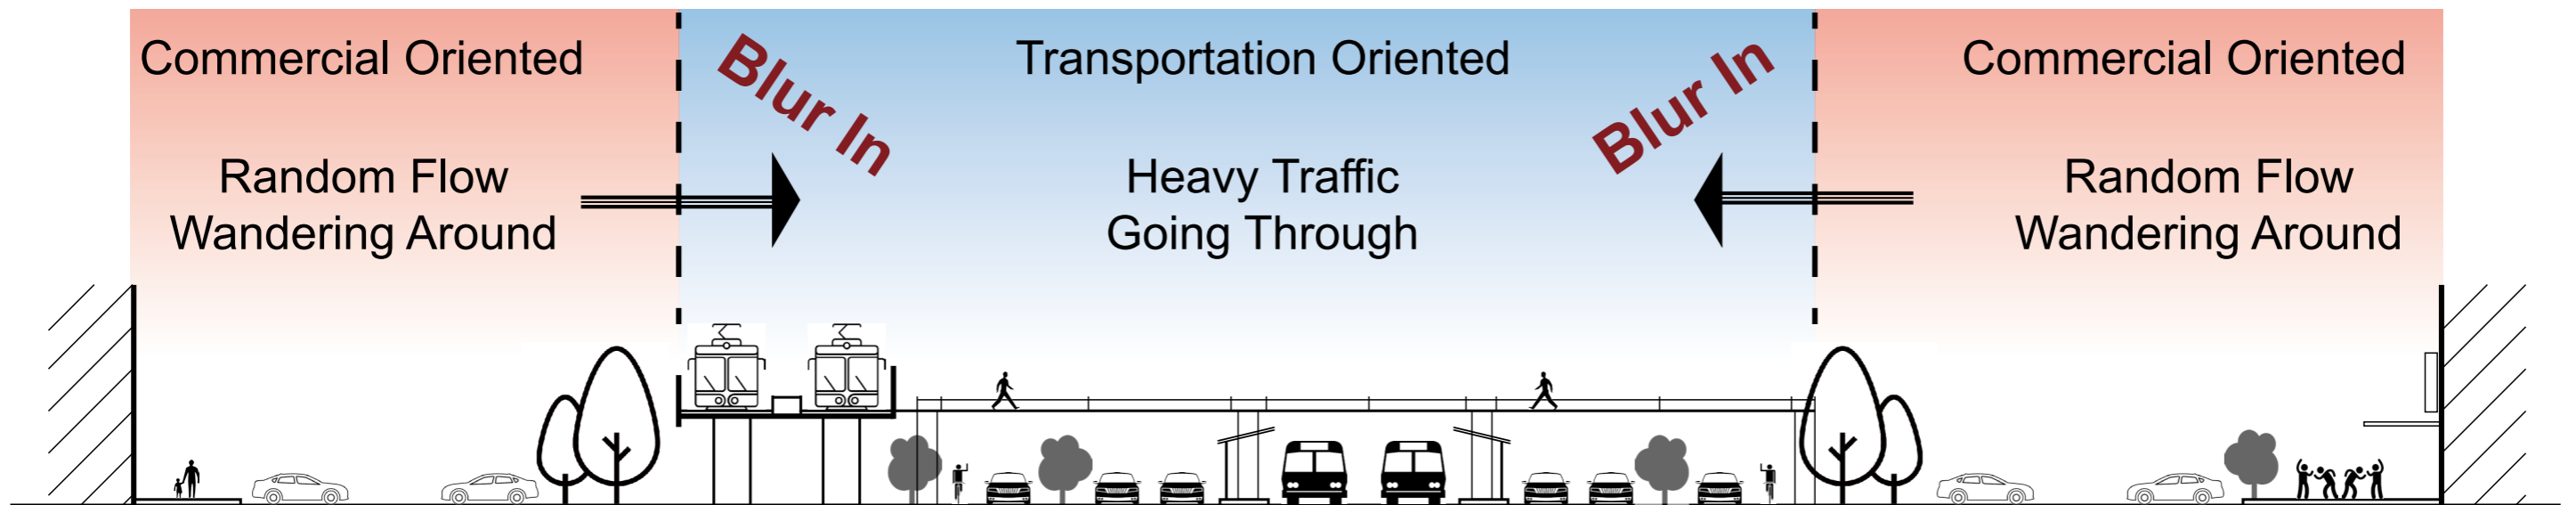 Commercial Oriented
Random Flow
Wandering Around
Blur In
Transportation Oriented
Heavy Traffic
Going Through
Blur In
Commercial Oriented
Random Flow
Wandering Around